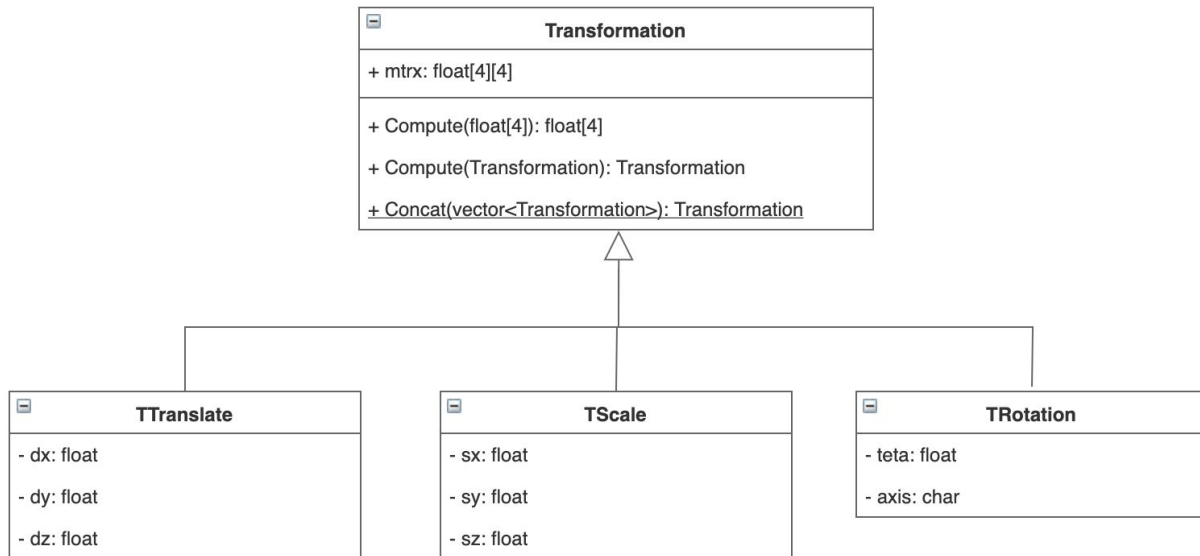 Transformation
+ mtrx: float[4][4]
+ Compute(float[4]): float[4]
+ Compute(Transformation): Transformation
+ Concat(vector<Transformation>): Transformation
TTranslate
- dx: float
- dy: float
- dz: float
TScale
- sx: float
- sy: float
- sz: float
TRotation
- teta: float
- axis: char